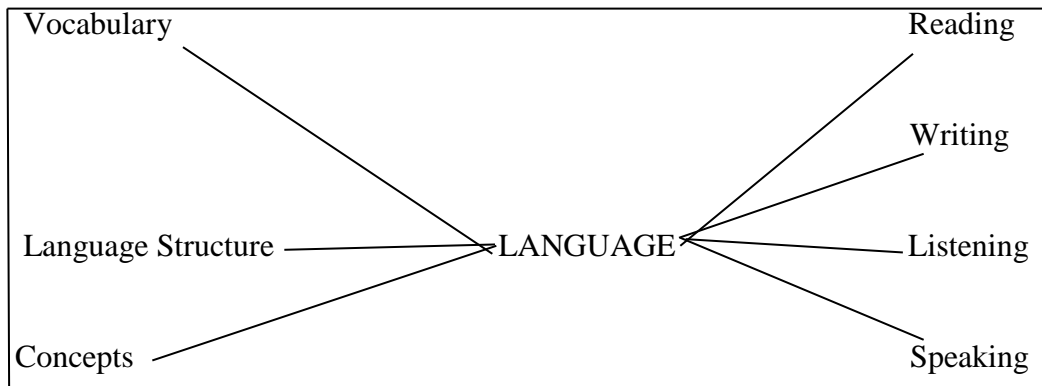 Vocabulary Reading
Writing
Language Structure LANGUAGE Listening
Concepts Speaking